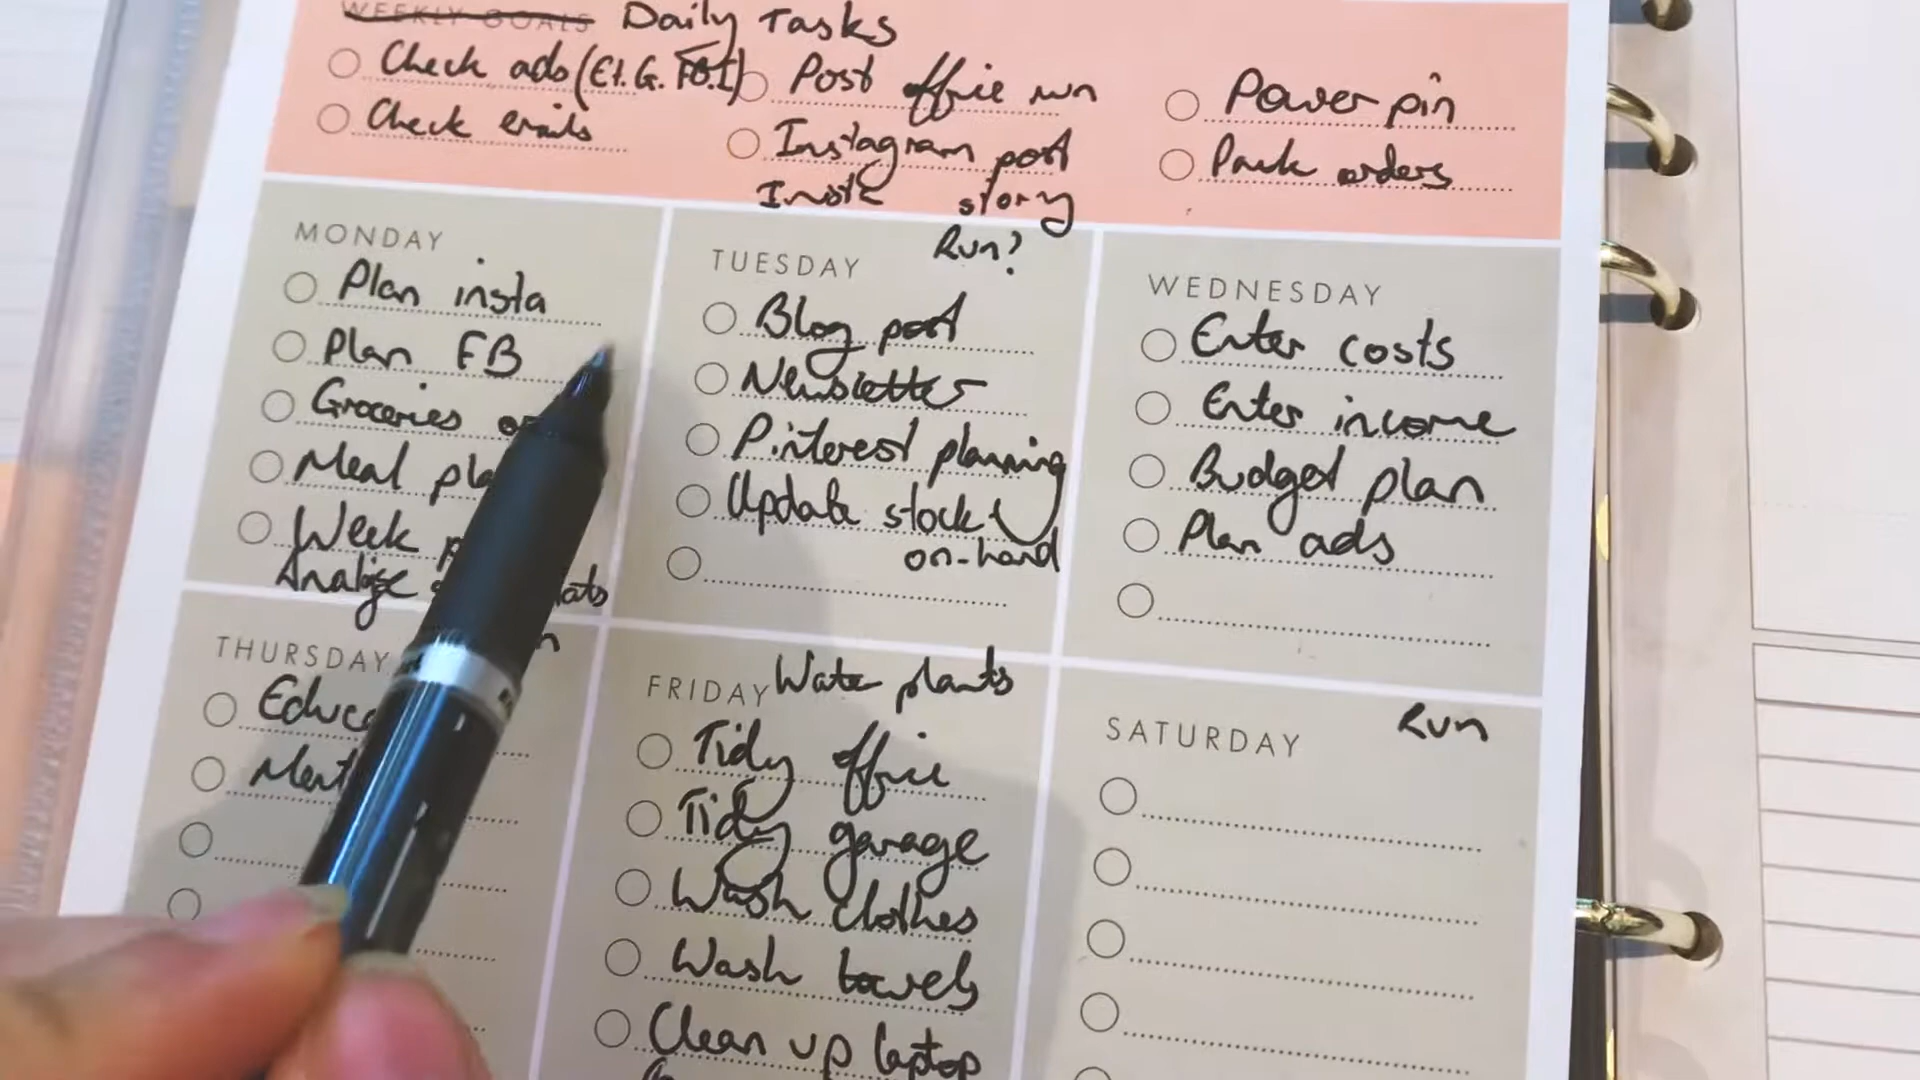 WEEKLY GOALS Daily Tasks
Check ads (Et. G. FB. I)
Check emails
Post office run
Instagram post
Insta story
Power pin
Pack orders
MONDAY
Plan insta
Plan FB
Groceries
Meal
Week
Analise
TUESDAY Run?
Blog post
Newsletter
Pinterest planning
Update stock
on-hand
WEDNESDAY
Enter costs
Enter income
Budget plan
Plan ads
THURSDAY
FRIDAY Water plants
Tidy office
Tidy garage
Wash clothes
Wash towels
Clean up laptop
SATURDAY Run